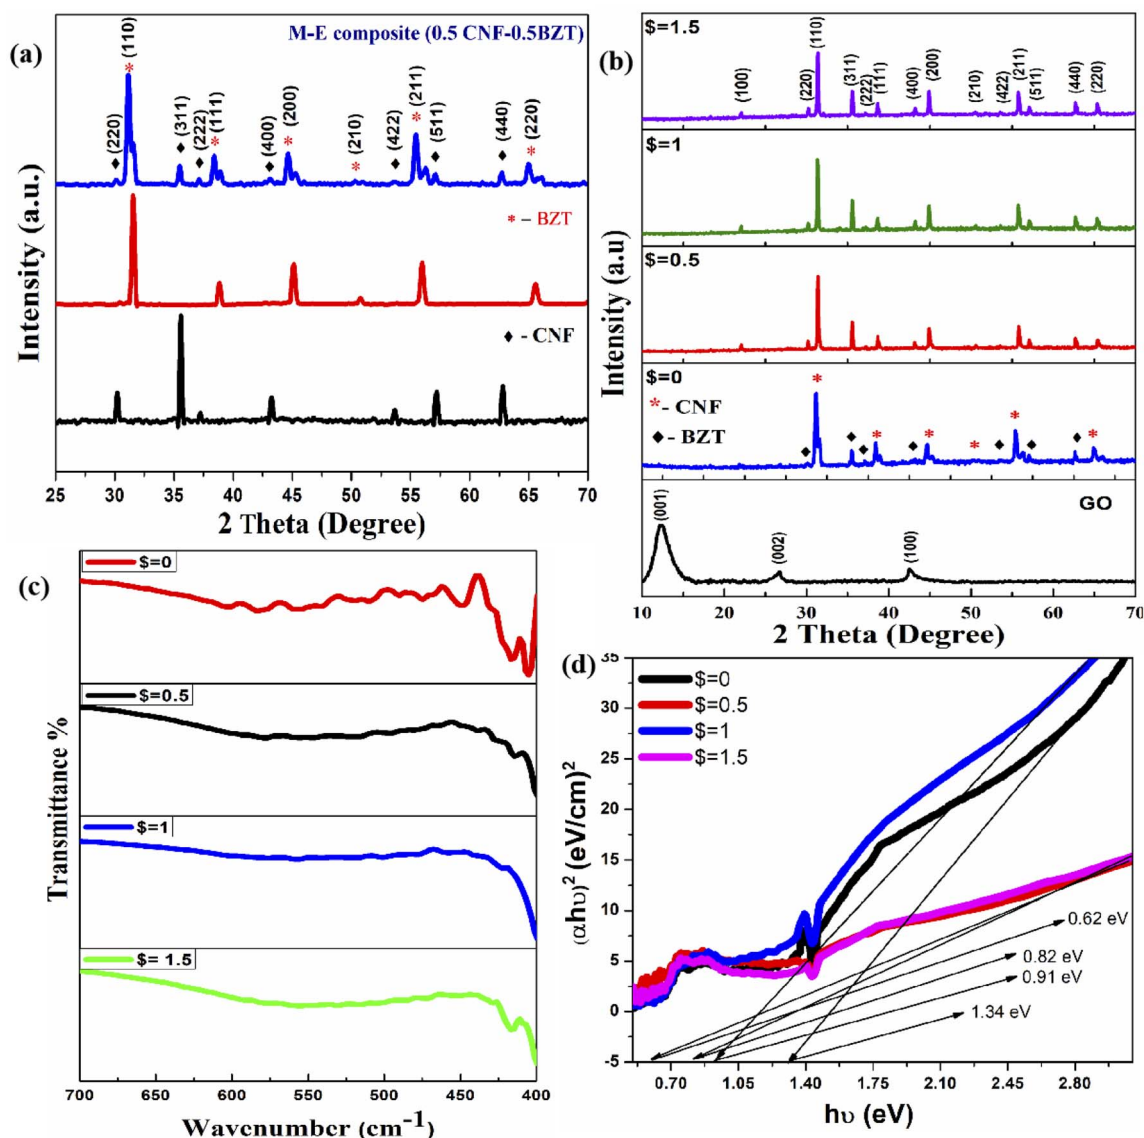 (a)
M-E composite (0.5 CNF-0.5BZT)
(220)
(110)
(311)
(222)
(111)
(400)
(200)
(210)
(422)
(211)
(511)
(440)
(220)
* – BZT
♦ - CNF
Intensity (a.u.)
25 30 35 40 45 50 55 60 65 70
2 Theta (Degree)
(b)
$=1.5
(100)
(220)
(110)
(311)
(222)
(111)
(400)
(200)
(210)
(422)
(211)
(511)
(440)
(220)
$=1
$=0.5
$=0
*- CNF
♦ - BZT
GO
(001)
(002)
(100)
Intensity (a.u)
10 20 30 40 50 60 70
2 Theta (Degree)
(c)
$=0
$=0.5
$=1
$= 1.5
Transmittance %
700 650 600 550 500 450 400
Wavenumber (cm⁻¹)
(d)
$=0
$=0.5
$=1
$=1.5
35
30
25
20
15
10
5
0
-5
(αhυ)² (eV/cm)²
0.62 eV
0.82 eV
0.91 eV
1.34 eV
0.70 1.05 1.40 1.75 2.10 2.45 2.80
hυ (eV)